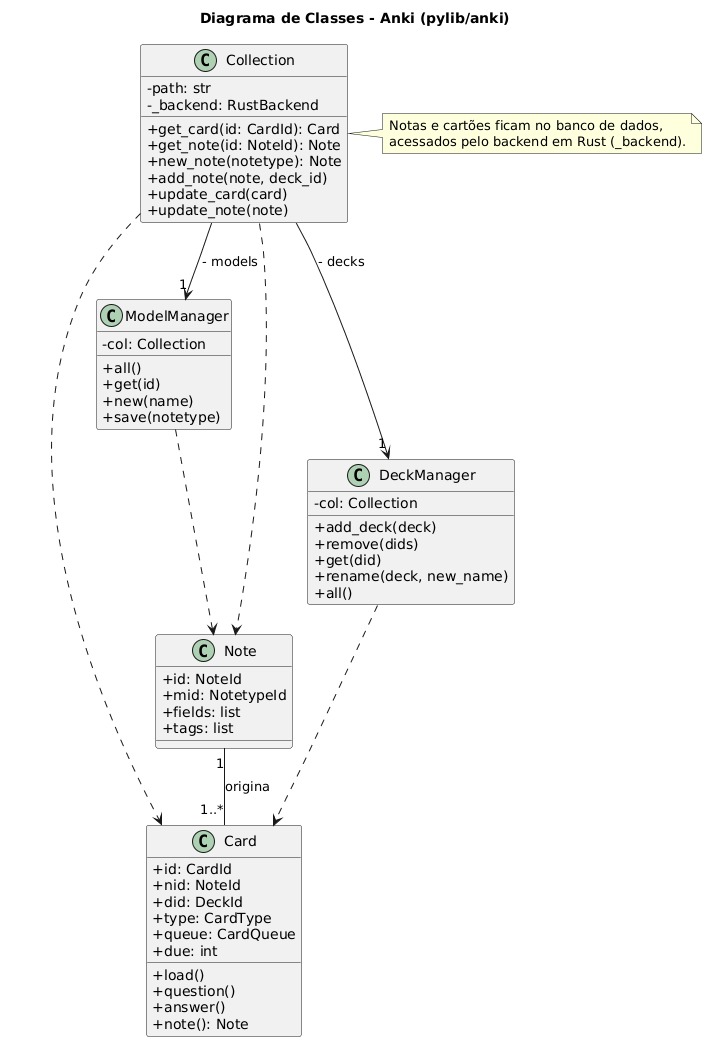 Diagrama de Classes - Anki (pylib/anki)
C Collection
-path: str
-_backend: RustBackend
+get_card(id: CardId): Card
+get_note(id: NoteId): Note
+new_note(notetype): Note
+add_note(note, deck_id)
+update_card(card)
+update_note(note)
Notas e cartões ficam no banco de dados,
acessados pelo backend em Rust (_backend).
- models
- decks
1
C ModelManager
-col: Collection
+all()
+get(id)
+new(name)
+save(notetype)
1
C DeckManager
-col: Collection
+add_deck(deck)
+remove(dids)
+get(did)
+rename(deck, new_name)
+all()
C Note
+id: NoteId
+mid: NotetypeId
+fields: list
+tags: list
1
origina
1..*
C Card
+id: CardId
+nid: NoteId
+did: DeckId
+type: CardType
+queue: CardQueue
+due: int
+load()
+question()
+answer()
+note(): Note